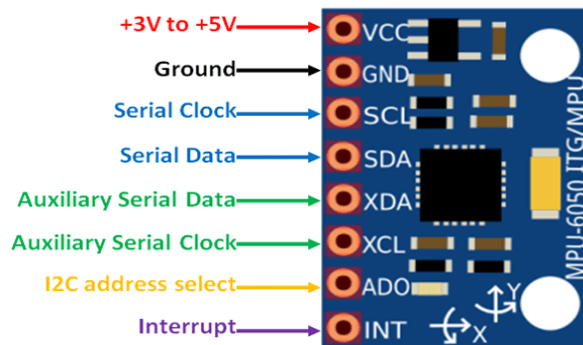 +3V to +5V
VCC
Ground
GND
Serial Clock
SCL
Serial Data
SDA
Auxiliary Serial Data
XDA
Auxiliary Serial Clock
XCL
I2C address select
ADO
Interrupt
INT
X
Y
MPU-6050 ITG/MPU